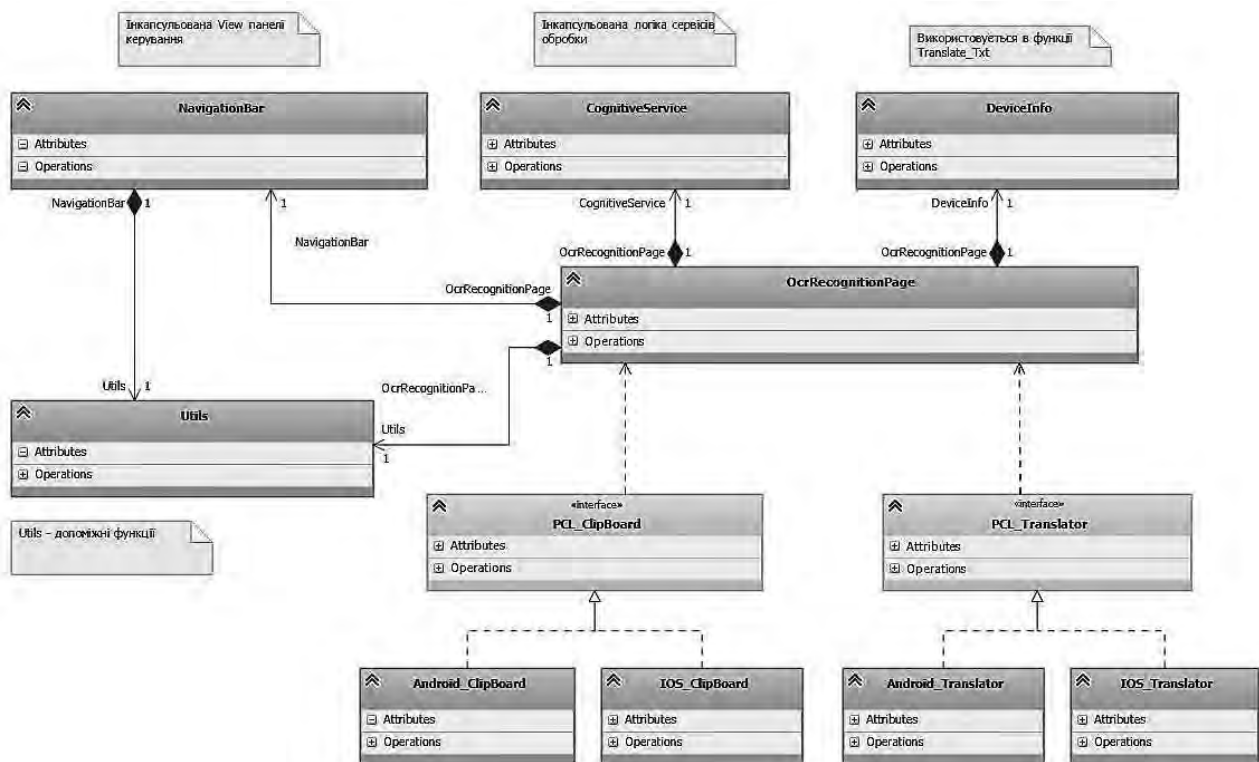 Інкапсульована View панелі
керування
Інкапсульована логіка сервісів
обробки
Використовується в функції
Translate_Txt
NavigationBar
Attributes
Operations
CognitiveService
Attributes
Operations
DeviceInfo
Attributes
Operations
NavigationBar 1
1
NavigationBar
CognitiveService 1
OcrRecognitionPage 1
DeviceInfo 1
OcrRecognitionPage 1
OcrRecognitionPage
1
1
OcrRecognitionPage
Attributes
Operations
OcrRecognitionPa...
Utils
1
Utils 1
Utils
Attributes
Operations
Utils - допоміжні функції
«interface»
PCL_ClipBoard
Attributes
Operations
«interface»
PCL_Translator
Attributes
Operations
Android_ClipBoard
Attributes
Operations
IOS_ClipBoard
Attributes
Operations
Android_Translator
Attributes
Operations
IOS_Translator
Attributes
Operations